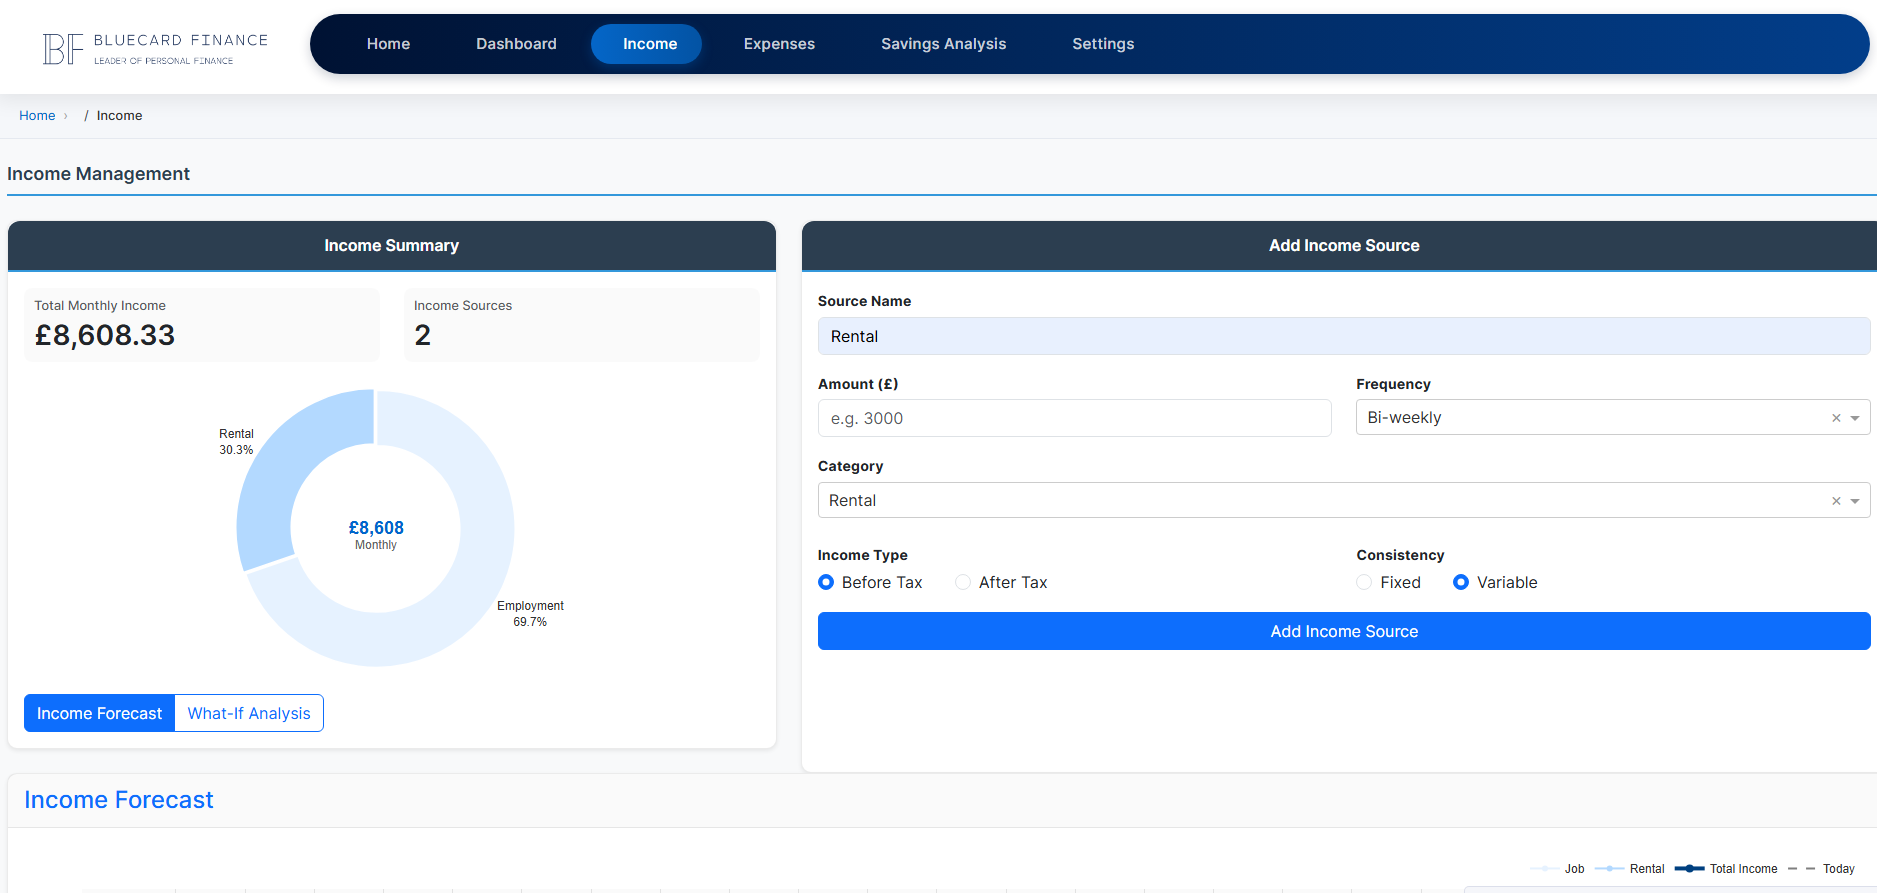 BF BLUECARD FINANCE
LEADER OF PERSONAL FINANCE
Home Dashboard Income Expenses Savings Analysis Settings
Home › / Income
Income Management
Income Summary
Total Monthly Income
£8,608.33
Income Sources
2
Rental
30.3%
£8,608
Monthly
Employment
69.7%
Income Forecast What-If Analysis
Add Income Source
Source Name
Rental
Amount (£)
e.g. 3000
Frequency
Bi-weekly
Category
Rental
Income Type
Before Tax After Tax
Consistency
Fixed Variable
Add Income Source
Income Forecast
Job Rental Total Income Today